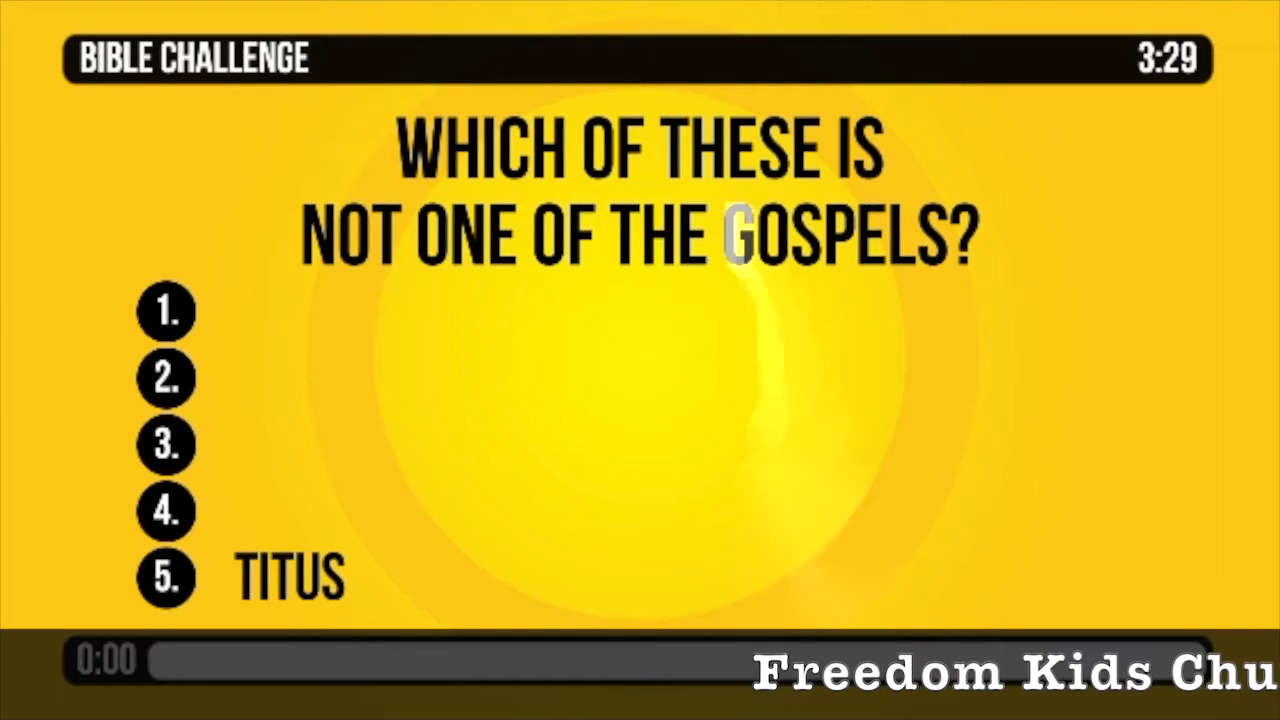 BIBLE CHALLENGE 3:29
WHICH OF THESE IS
NOT ONE OF THE GOSPELS?
1.
2.
3.
4.
5. TITUS
0:00
Freedom Kids Chu